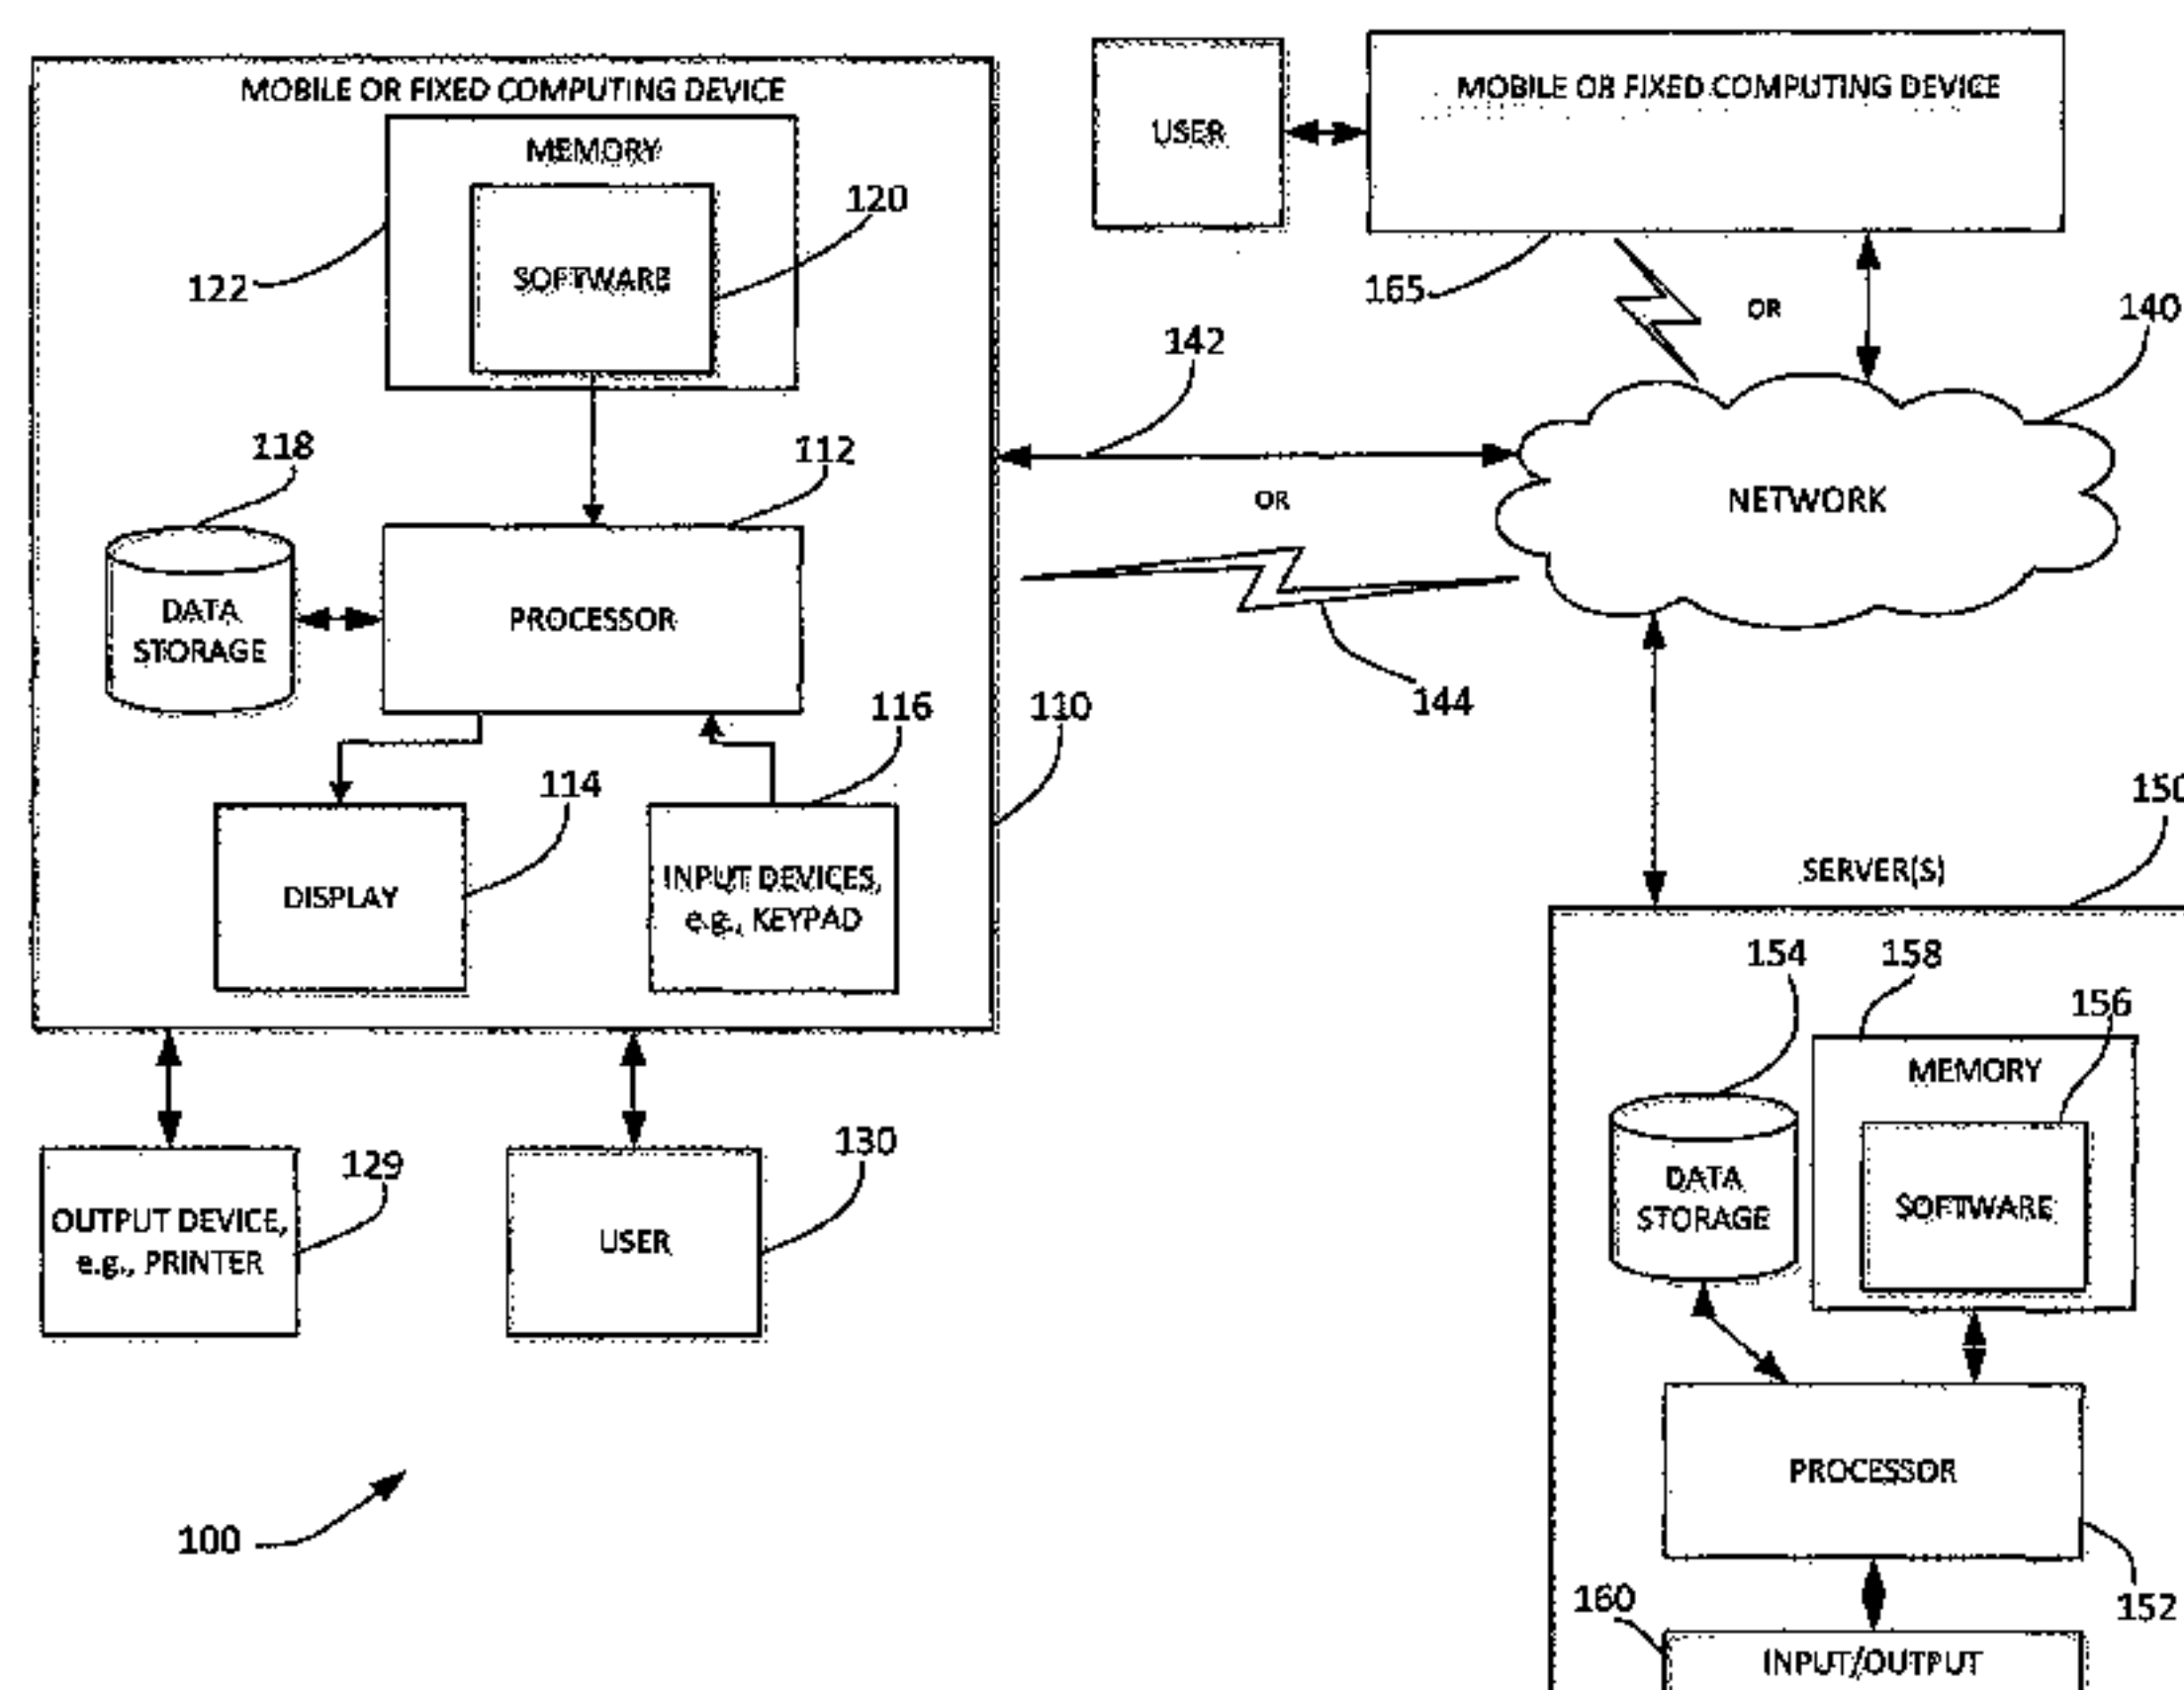 MOBILE OR FIXED COMPUTING DEVICE
MEMORY
SOFTWARE
120
122
118
112
DATA
STORAGE
PROCESSOR
116
110
114
DISPLAY
INPUT DEVICES,
e.g., KEYPAD
129
OUTPUT DEVICE,
e.g., PRINTER
130
USER
100
USER
MOBILE OR FIXED COMPUTING DEVICE
165
OR
140
142
OR
NETWORK
144
150
SERVER(S)
154
158
156
MEMORY
DATA
STORAGE
SOFTWARE
PROCESSOR
152
160
INPUT/OUTPUT